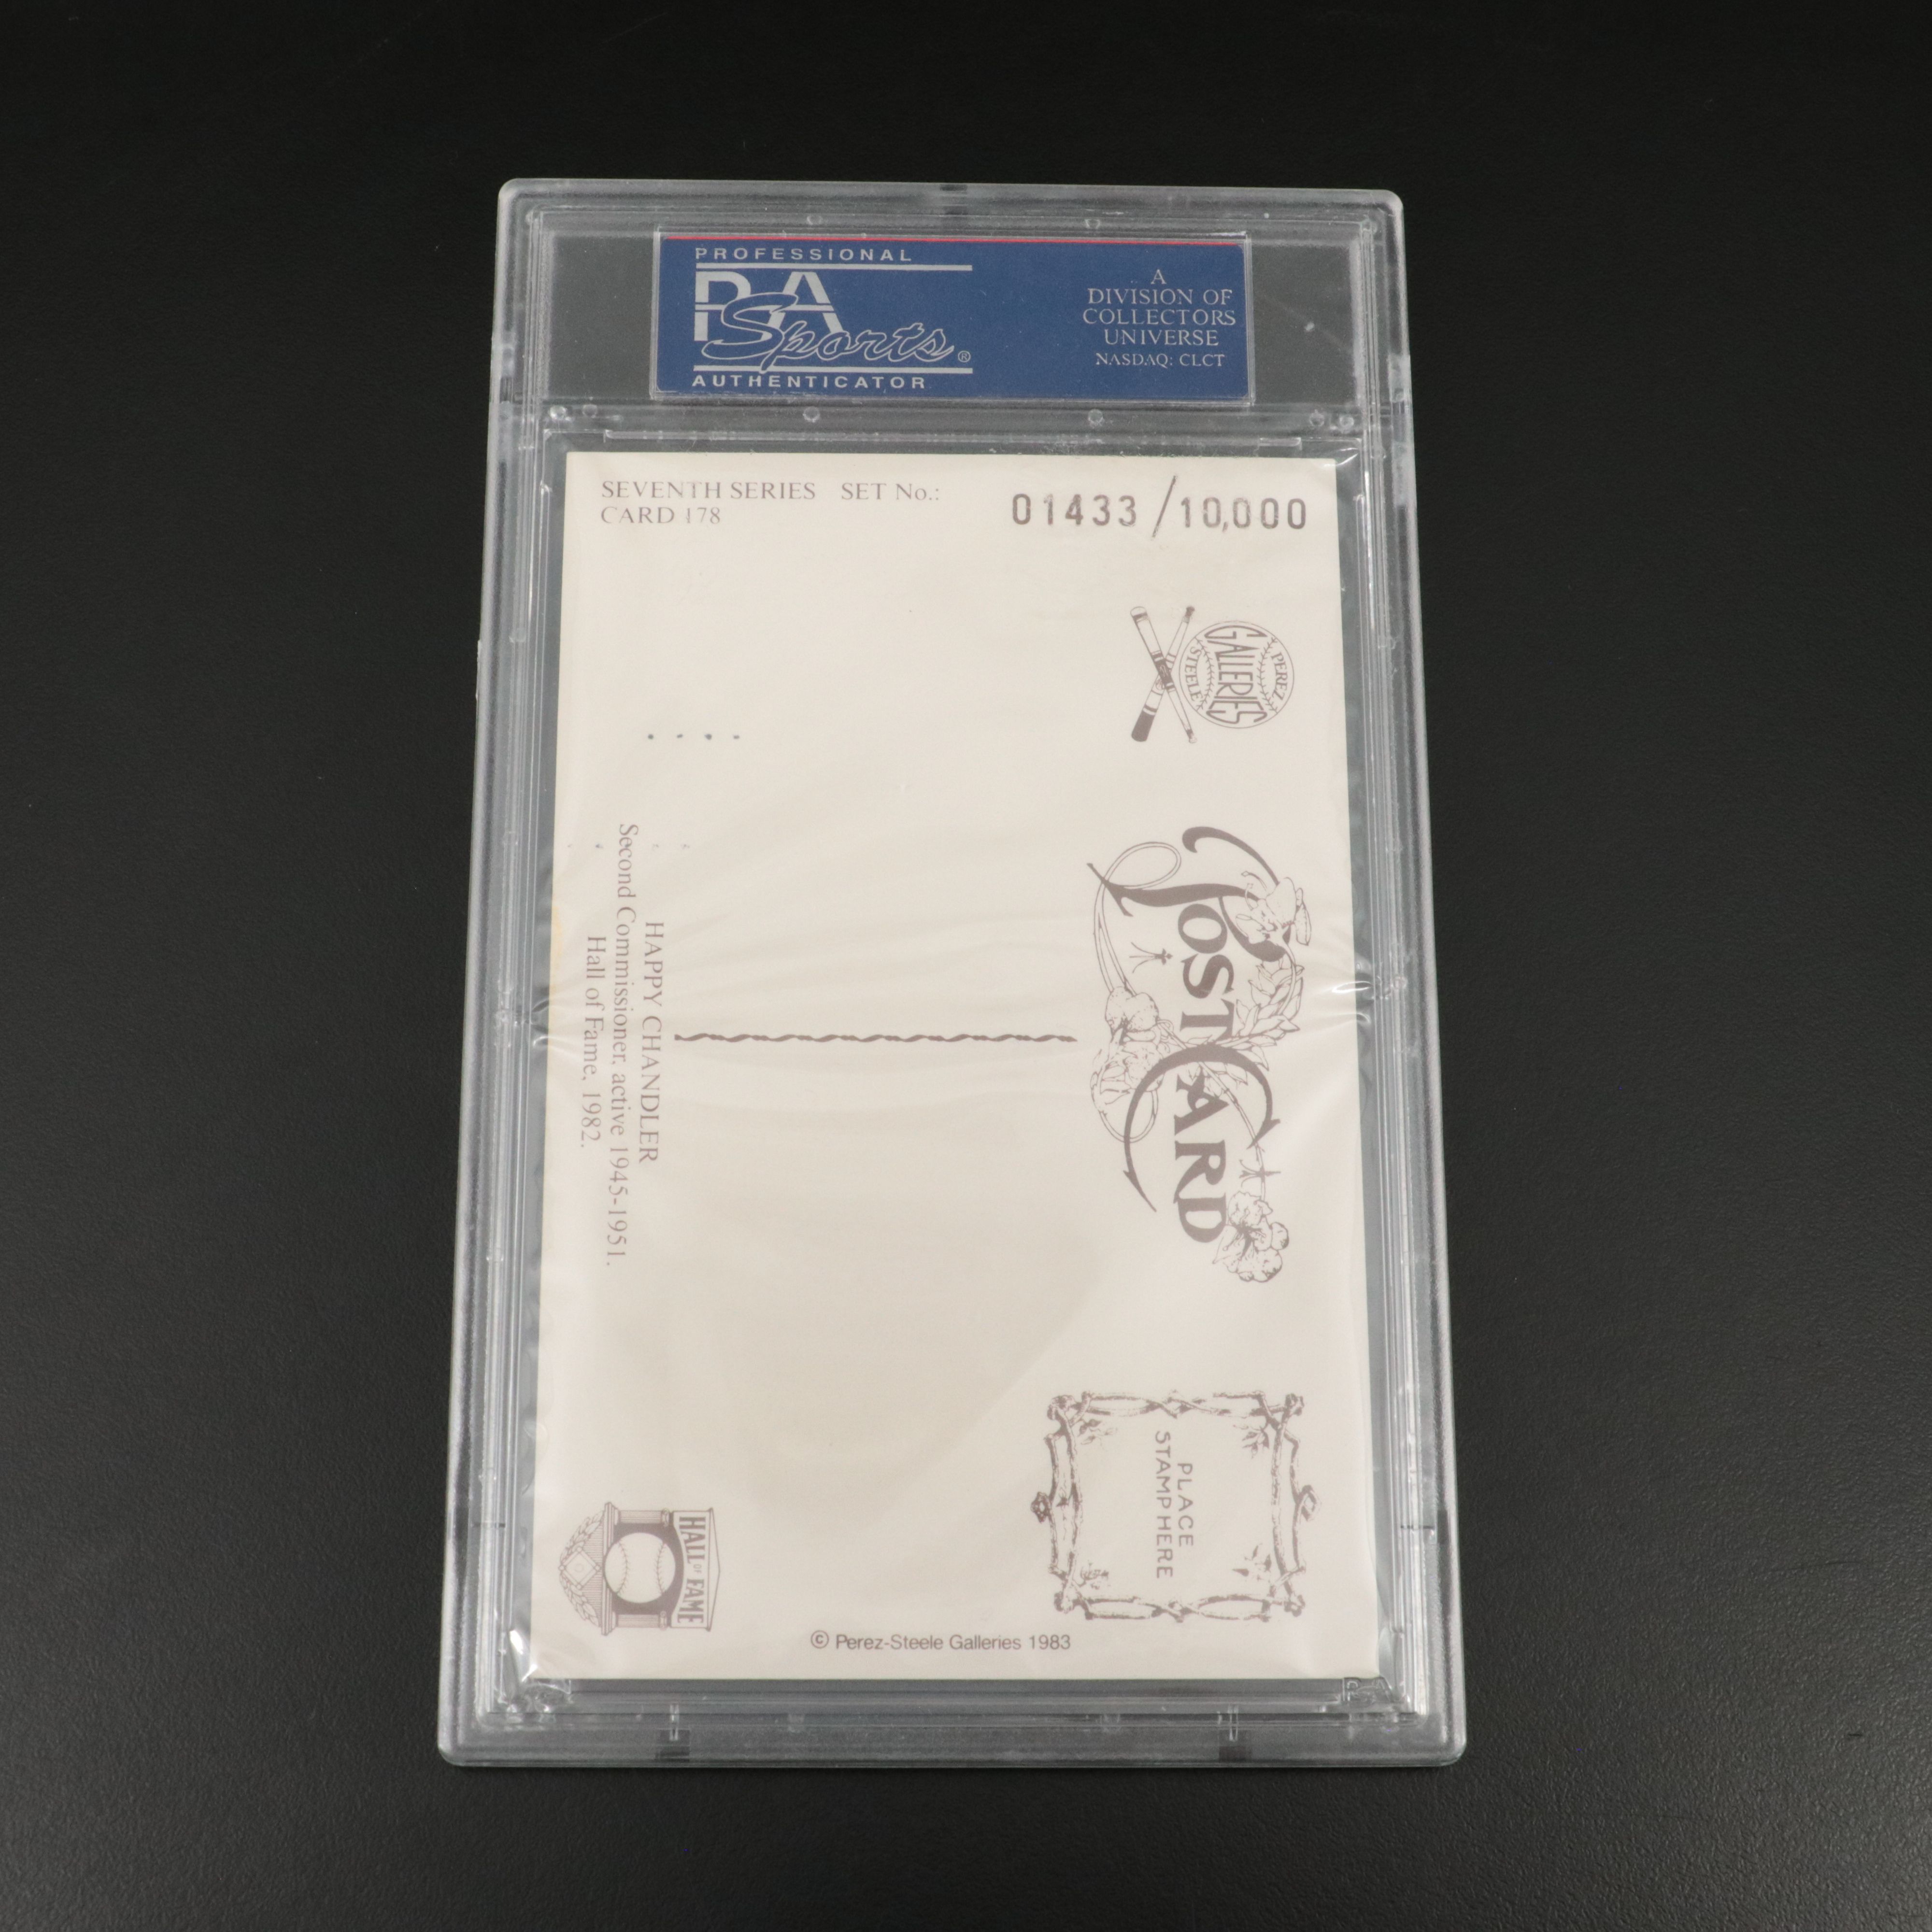 PROFESSIONAL
PSA
Sports®
AUTHENTICATOR
A
DIVISION OF
COLLECTORS
UNIVERSE
NASDAQ: CLCT
SEVENTH SERIES SET No.:
CARD 178
01433/10,000
PEREZ
GALLERIES
STEELE
POST CARD
PLACE
STAMP HERE
HAPPY CHANDLER
Second Commissioner, active 1945-1951.
Hall of Fame, 1982.
HALL OF FAME
© Perez-Steele Galleries 1983